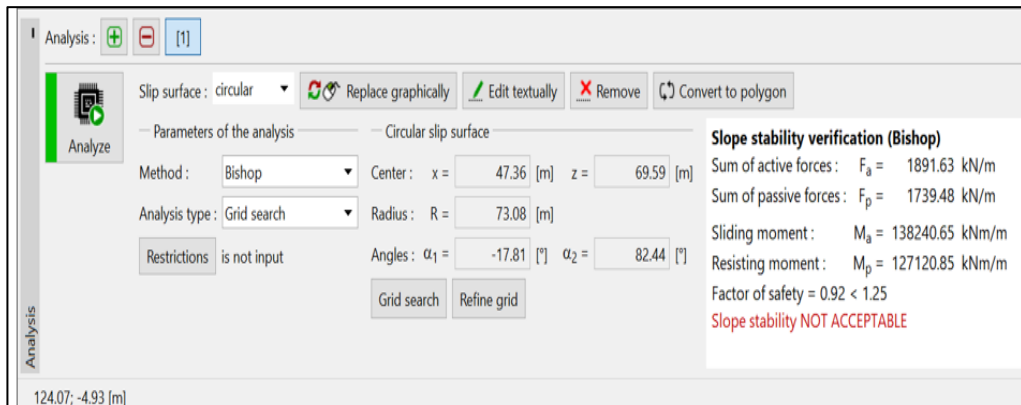 Analysis : [1]
Analyze
Slip surface : circular Replace graphically Edit textually Remove Convert to polygon
Parameters of the analysis
Method : Bishop
Analysis type : Grid search
Restrictions is not input
Circular slip surface
Center : x = 47.36 [m] z = 69.59 [m]
Radius : R = 73.08 [m]
Angles : α1 = -17.81 [°] α2 = 82.44 [°]
Grid search Refine grid
Slope stability verification (Bishop)
Sum of active forces : Fa = 1891.63 kN/m
Sum of passive forces : Fp = 1739.48 kN/m
Sliding moment : Ma = 138240.65 kNm/m
Resisting moment : Mp = 127120.85 kNm/m
Factor of safety = 0.92 < 1.25
Slope stability NOT ACCEPTABLE
Analysis
124.07; -4.93 [m]